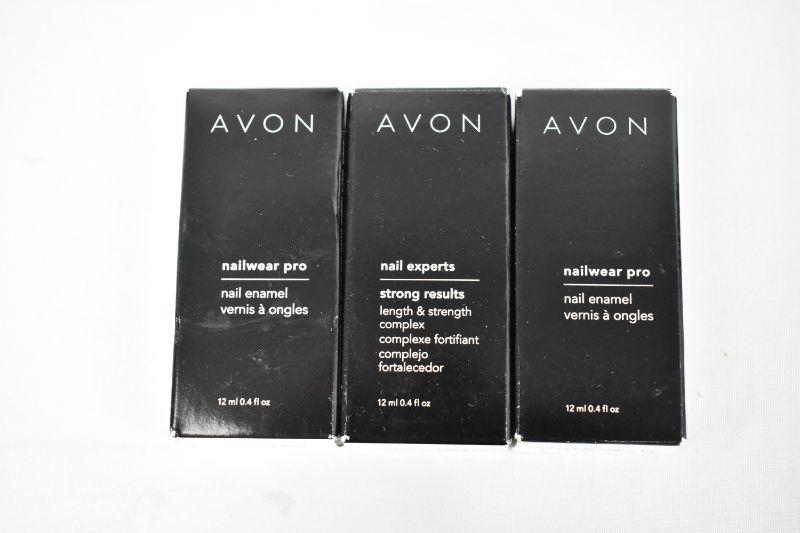 AVON
nailwear pro
nail enamel
vernis à ongles
12 ml 0.4 fl oz
AVON
nail experts
strong results
length & strength
complex
complexe fortifiant
complejo
fortalecedor
12 ml 0.4 fl oz
AVON
nailwear pro
nail enamel
vernis à ongles
12 ml 0.4 fl oz